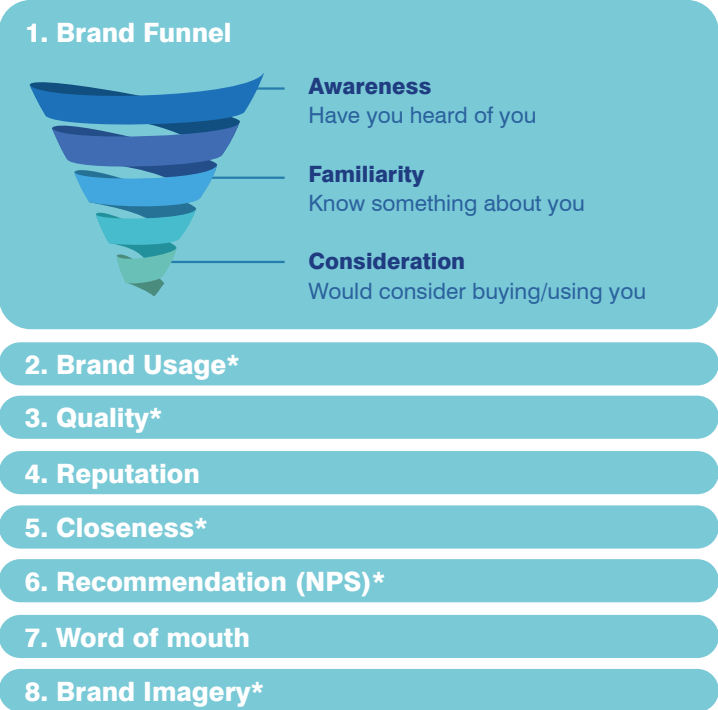 1. Brand Funnel
Awareness
Have you heard of you
Familiarity
Know something about you
Consideration
Would consider buying/using you
2. Brand Usage*
3. Quality*
4. Reputation
5. Closeness*
6. Recommendation (NPS)*
7. Word of mouth
8. Brand Imagery*